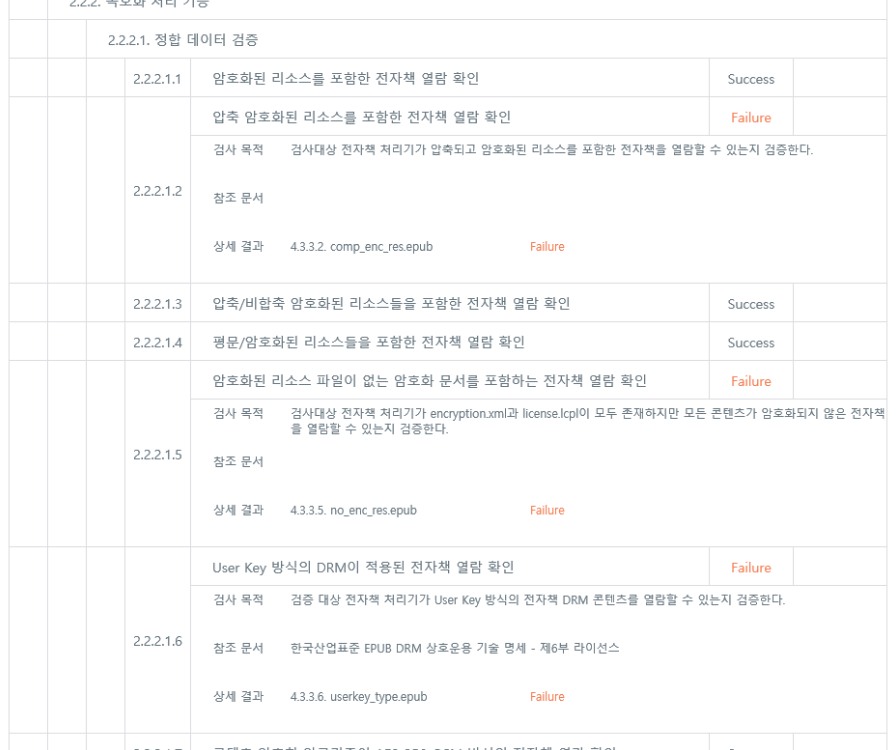 2.2.2. 복호화 처리 기능
2.2.2.1. 정합 데이터 검증
2.2.2.1.1 암호화된 리소스를 포함한 전자책 열람 확인 Success
압축 암호화된 리소스를 포함한 전자책 열람 확인 Failure
검사 목적 검사대상 전자책 처리기가 압축되고 암호화된 리소스를 포함한 전자책을 열람할 수 있는지 검증한다.
2.2.2.1.2
참조 문서
상세 결과 4.3.3.2. comp_enc_res.epub Failure
2.2.2.1.3 압축/비합축 암호화된 리소스들을 포함한 전자책 열람 확인 Success
2.2.2.1.4 평문/암호화된 리소스들을 포함한 전자책 열람 확인 Success
암호화된 리소스 파일이 없는 암호화 문서를 포함하는 전자책 열람 확인 Failure
검사 목적 검사대상 전자책 처리기가 encryption.xml과 license.lcpl이 모두 존재하지만 모든 콘텐츠가 암호화되지 않은 전자책
을 열람할 수 있는지 검증한다.
2.2.2.1.5
참조 문서
상세 결과 4.3.3.5. no_enc_res.epub Failure
User Key 방식의 DRM이 적용된 전자책 열람 확인 Failure
검사 목적 검증 대상 전자책 처리기가 User Key 방식의 전자책 DRM 콘텐츠를 열람할 수 있는지 검증한다.
2.2.2.1.6
참조 문서 한국산업표준 EPUB DRM 상호운용 기술 명세 - 제6부 라이선스
상세 결과 4.3.3.6. userkey_type.epub Failure